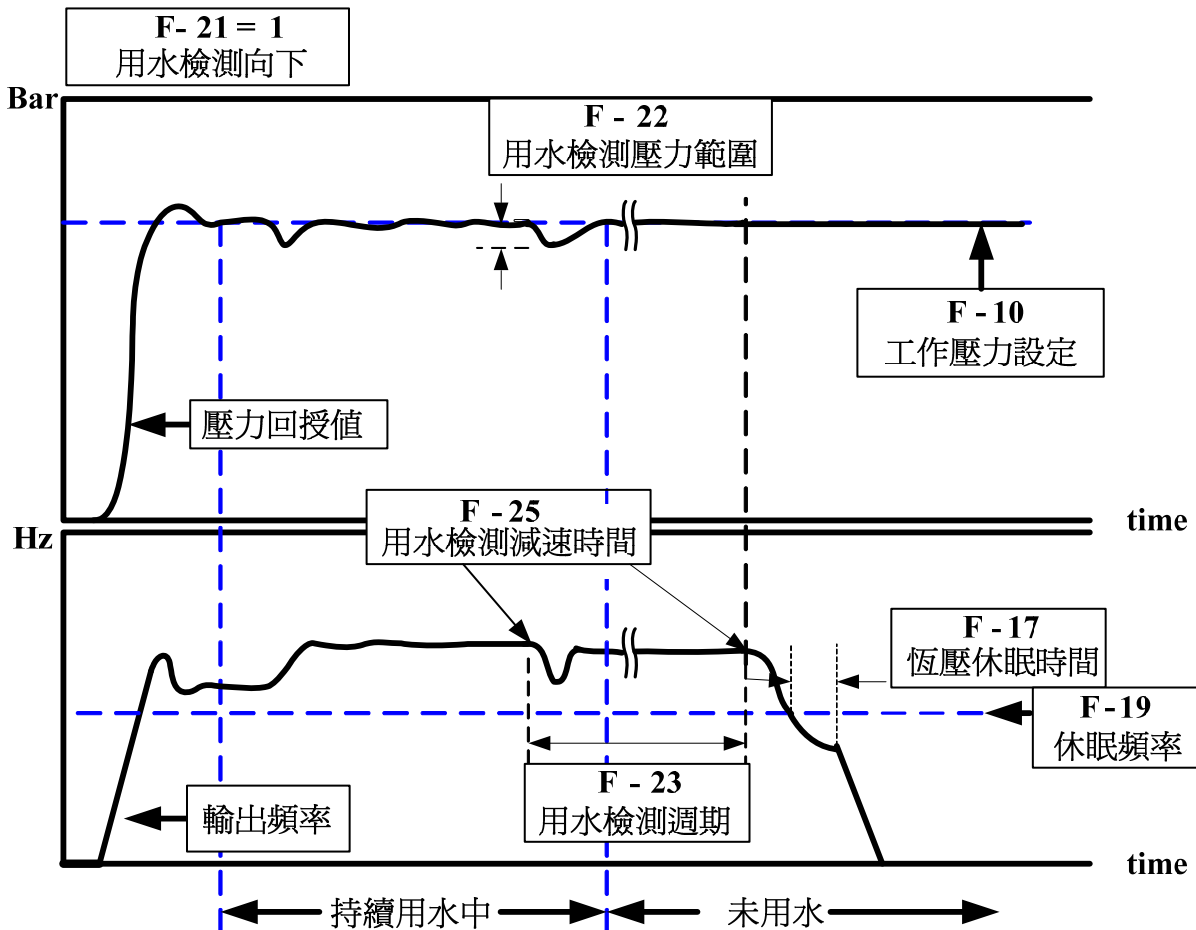 F- 21 = 1
用水檢測向下
Bar
F - 22
用水檢測壓力範圍
F - 10
工作壓力設定
壓力回授值
time
Hz
F - 25
用水檢測減速時間
F - 17
恆壓休眠時間
F -19
休眠頻率
F - 23
用水檢測週期
輸出頻率
time
持續用水中
未用水